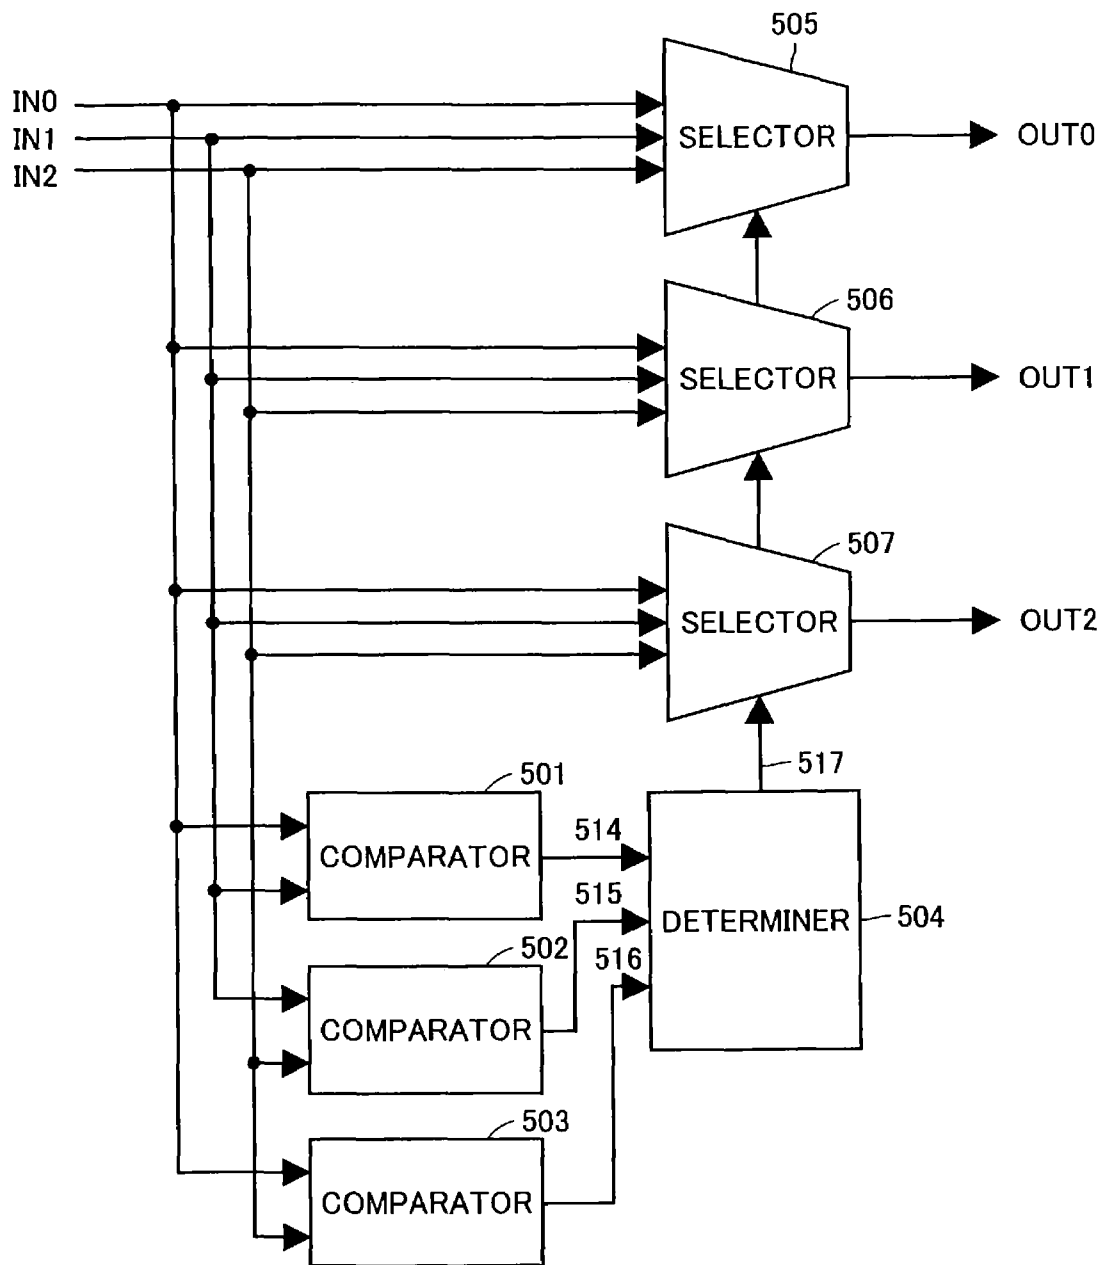 505
IN0
IN1
IN2
SELECTOR
OUT0
506
SELECTOR
OUT1
507
SELECTOR
OUT2
517
501
COMPARATOR
514
515
DETERMINER
504
502
516
COMPARATOR
503
COMPARATOR